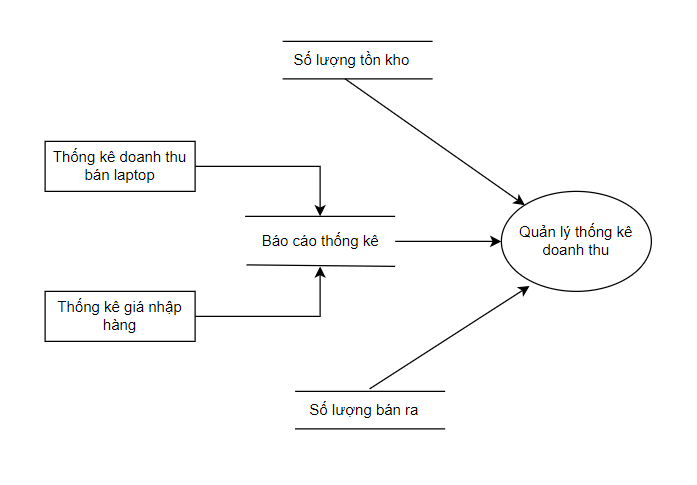 Số lượng tồn kho
Thống kê doanh thu
bán laptop
Báo cáo thống kê
Quản lý thống kê
doanh thu
Thống kê giá nhập
hàng
Số lượng bán ra